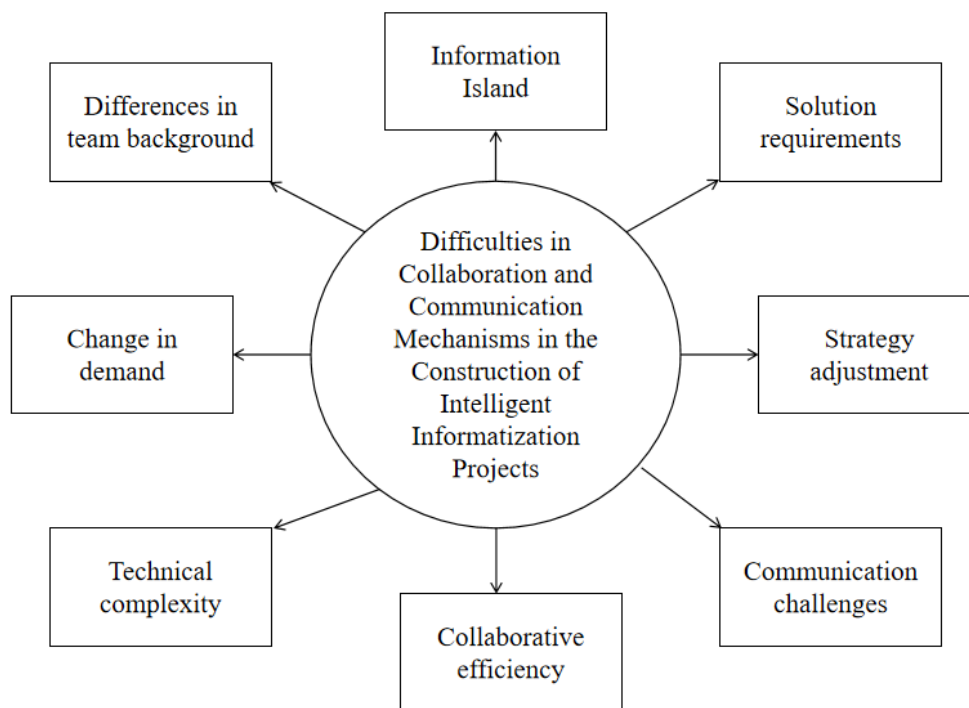 Information
Island
Differences in
team background
Solution
requirements
Difficulties in
Collaboration and
Communication
Mechanisms in the
Construction of
Intelligent
Informatization
Projects
Change in
demand
Strategy
adjustment
Technical
complexity
Communication
challenges
Collaborative
efficiency